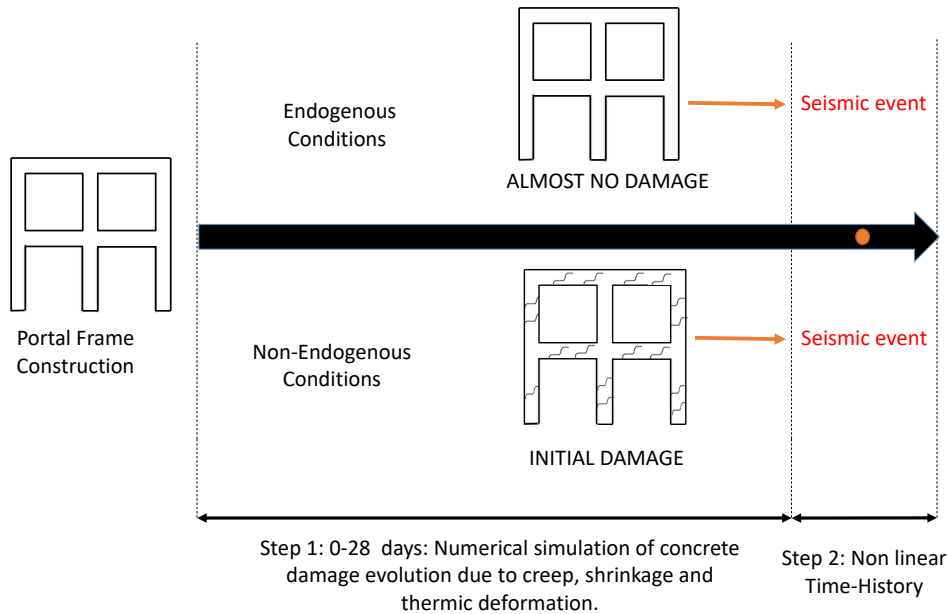 Endogenous
Conditions
Seismic event
ALMOST NO DAMAGE
Portal Frame
Construction
Non-Endogenous
Conditions
Seismic event
INITIAL DAMAGE
Step 1: 0-28 days: Numerical simulation of concrete
damage evolution due to creep, shrinkage and
thermic deformation.
Step 2: Non linear
Time-History